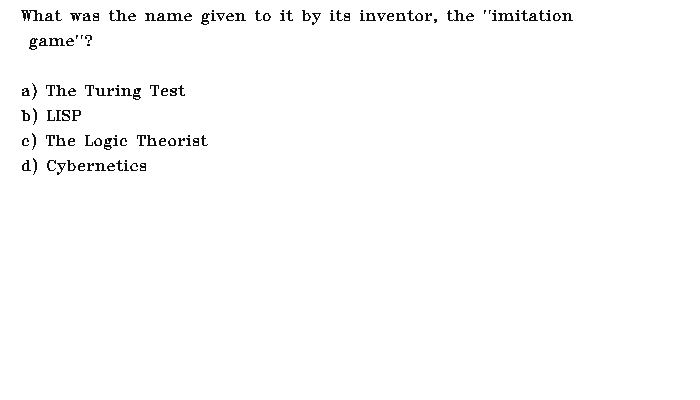 What was the name given to it by its inventor, the "imitation
game"?
a) The Turing Test
b) LISP
c) The Logic Theorist
d) Cybernetics